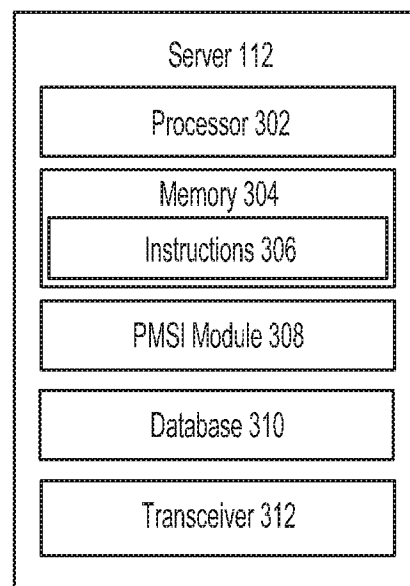 Server 112
Processor 302
Memory 304
Instructions 306
PMSI Module 308
Database 310
Transceiver 312